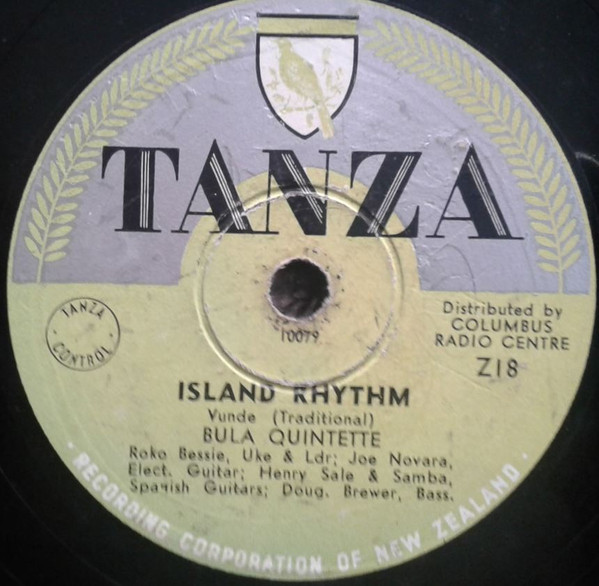 TANZA
TANZA
· CONTROL ·
Distributed by
COLUMBUS
RADIO CENTRE
Z18
10079
ISLAND RHYTHM
Vunde (Traditional)
BULA QUINTETTE
Roko Bessie, Uke & Ldr; Joe Novara,
Elect. Guitar; Henry Sale & Samba,
Spanish Guitars; Doug. Brewer, Bass.
· RECORDING CORPORATION OF NEW ZEALAND ·